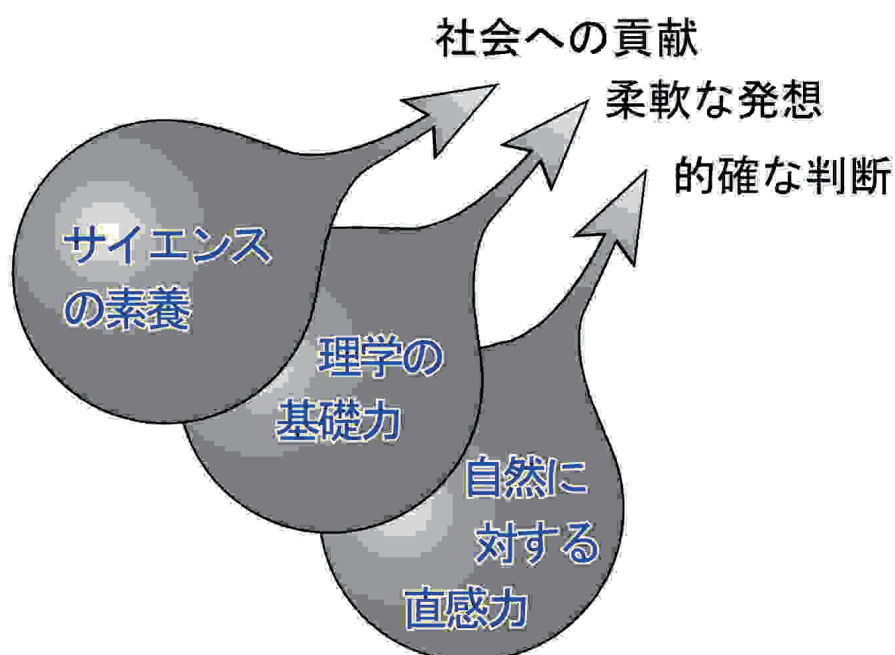 社会への貢献
柔軟な発想
的確な判断
サイエンス
の素養
理学の
基礎力
自然に
対する
直感力